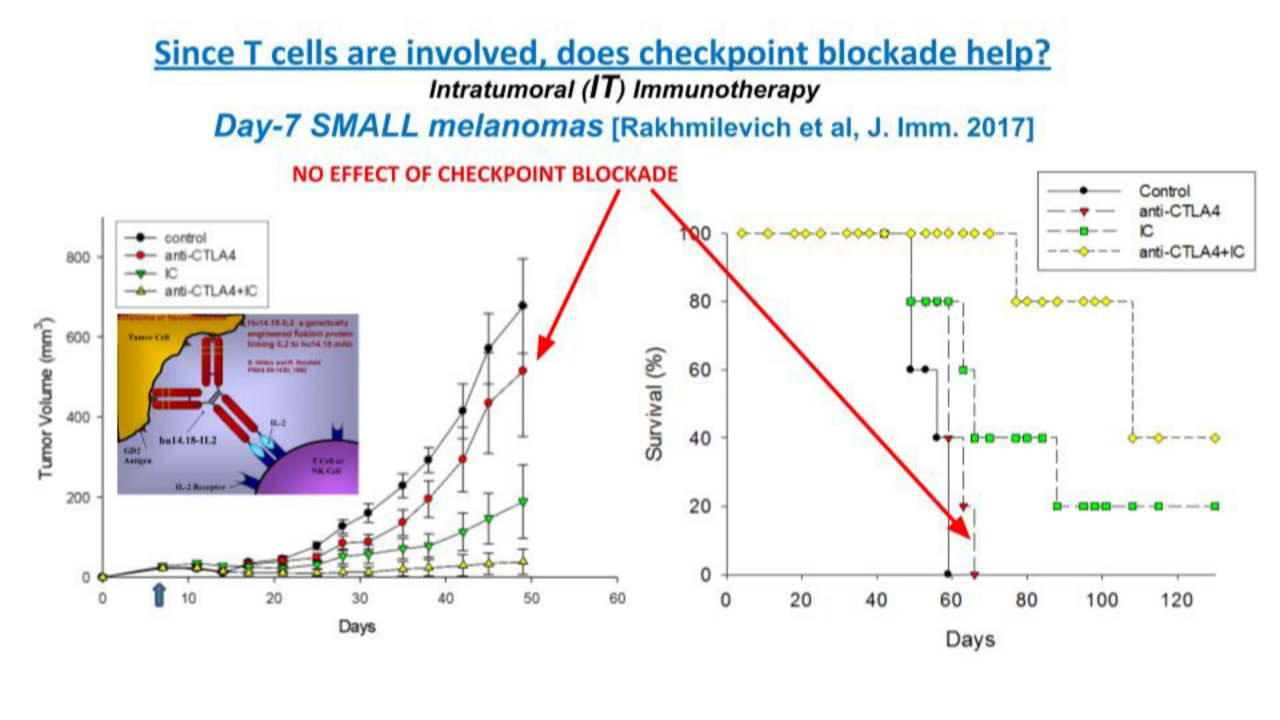 Since T cells are involved, does checkpoint blockade help?
Intratumoral (IT) Immunotherapy
Day-7 SMALL melanomas [Rakhmilevich et al, J. Imm. 2017]
NO EFFECT OF CHECKPOINT BLOCKADE
control
anti-CTLA4
IC
anti-CTLA4+IC
Tumor Volume (mm3)
800
600
400
200
0
0 10 20 30 40 50 60
Days
Hu14.18-IL2 a genetically
engineered fusion protein
linking IL2 to hu14.18 mAb
Tumor Cell
hu14.18-IL2
IL-2
GD2
Antigen
T Cell or
NK Cell
IL-2 Receptor
Control
anti-CTLA4
IC
anti-CTLA4+IC
Survival (%)
100
80
60
40
20
0
0 20 40 60 80 100 120
Days